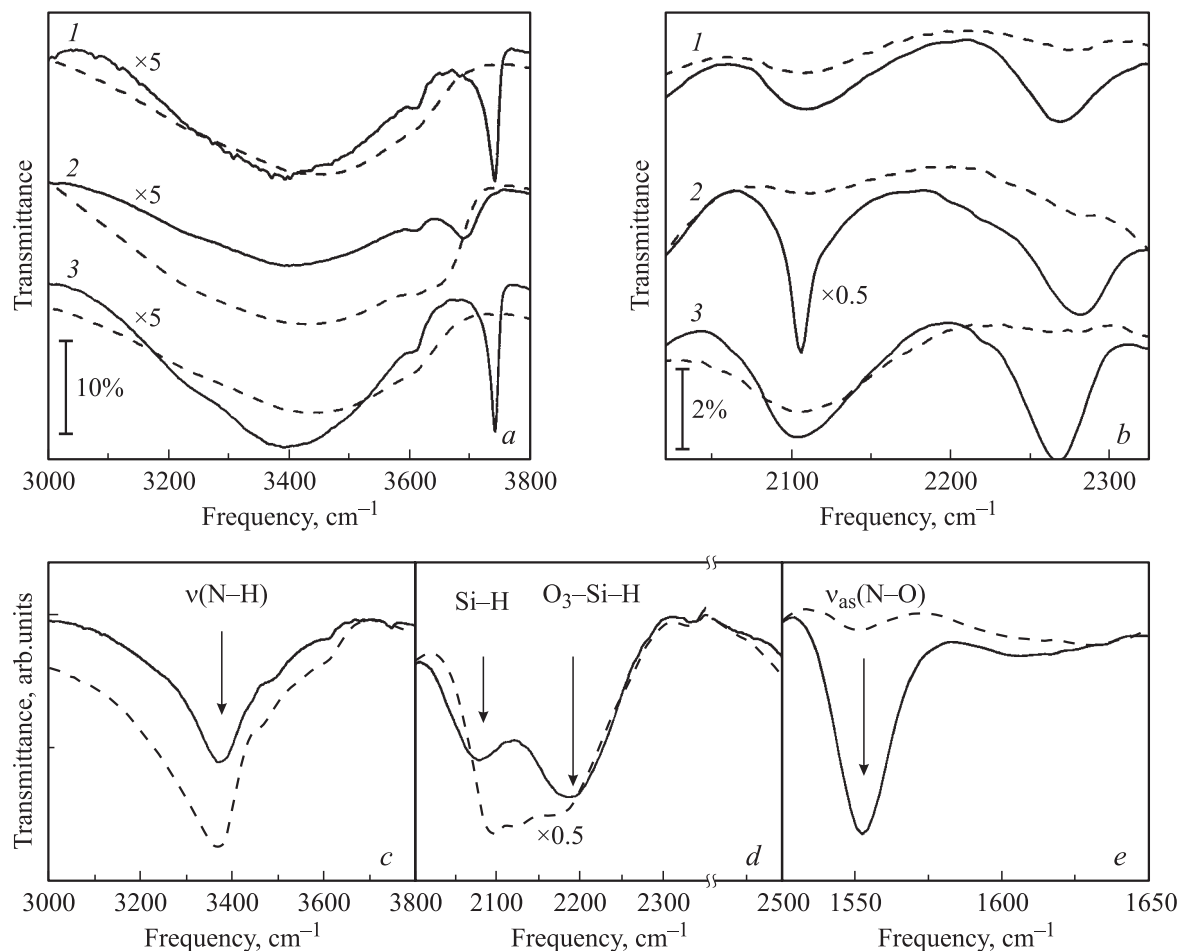 1
×5
2
×5
3
×5
10%
a
Transmittance
3000 3200 3400 3600 3800
Frequency, cm–1
1
2
×0.5
3
2%
b
Transmittance
2100 2200 2300
Frequency, cm–1
ν(N–H)
c
Si–H
O3–Si–H
×0.5
d
νas(N–O)
e
Transmittance, arb.units
3000 3200 3400 3800 2100 2200 2300 2500 1550 1600 1650
Frequency, cm–1 Frequency, cm–1 Frequency, cm–1